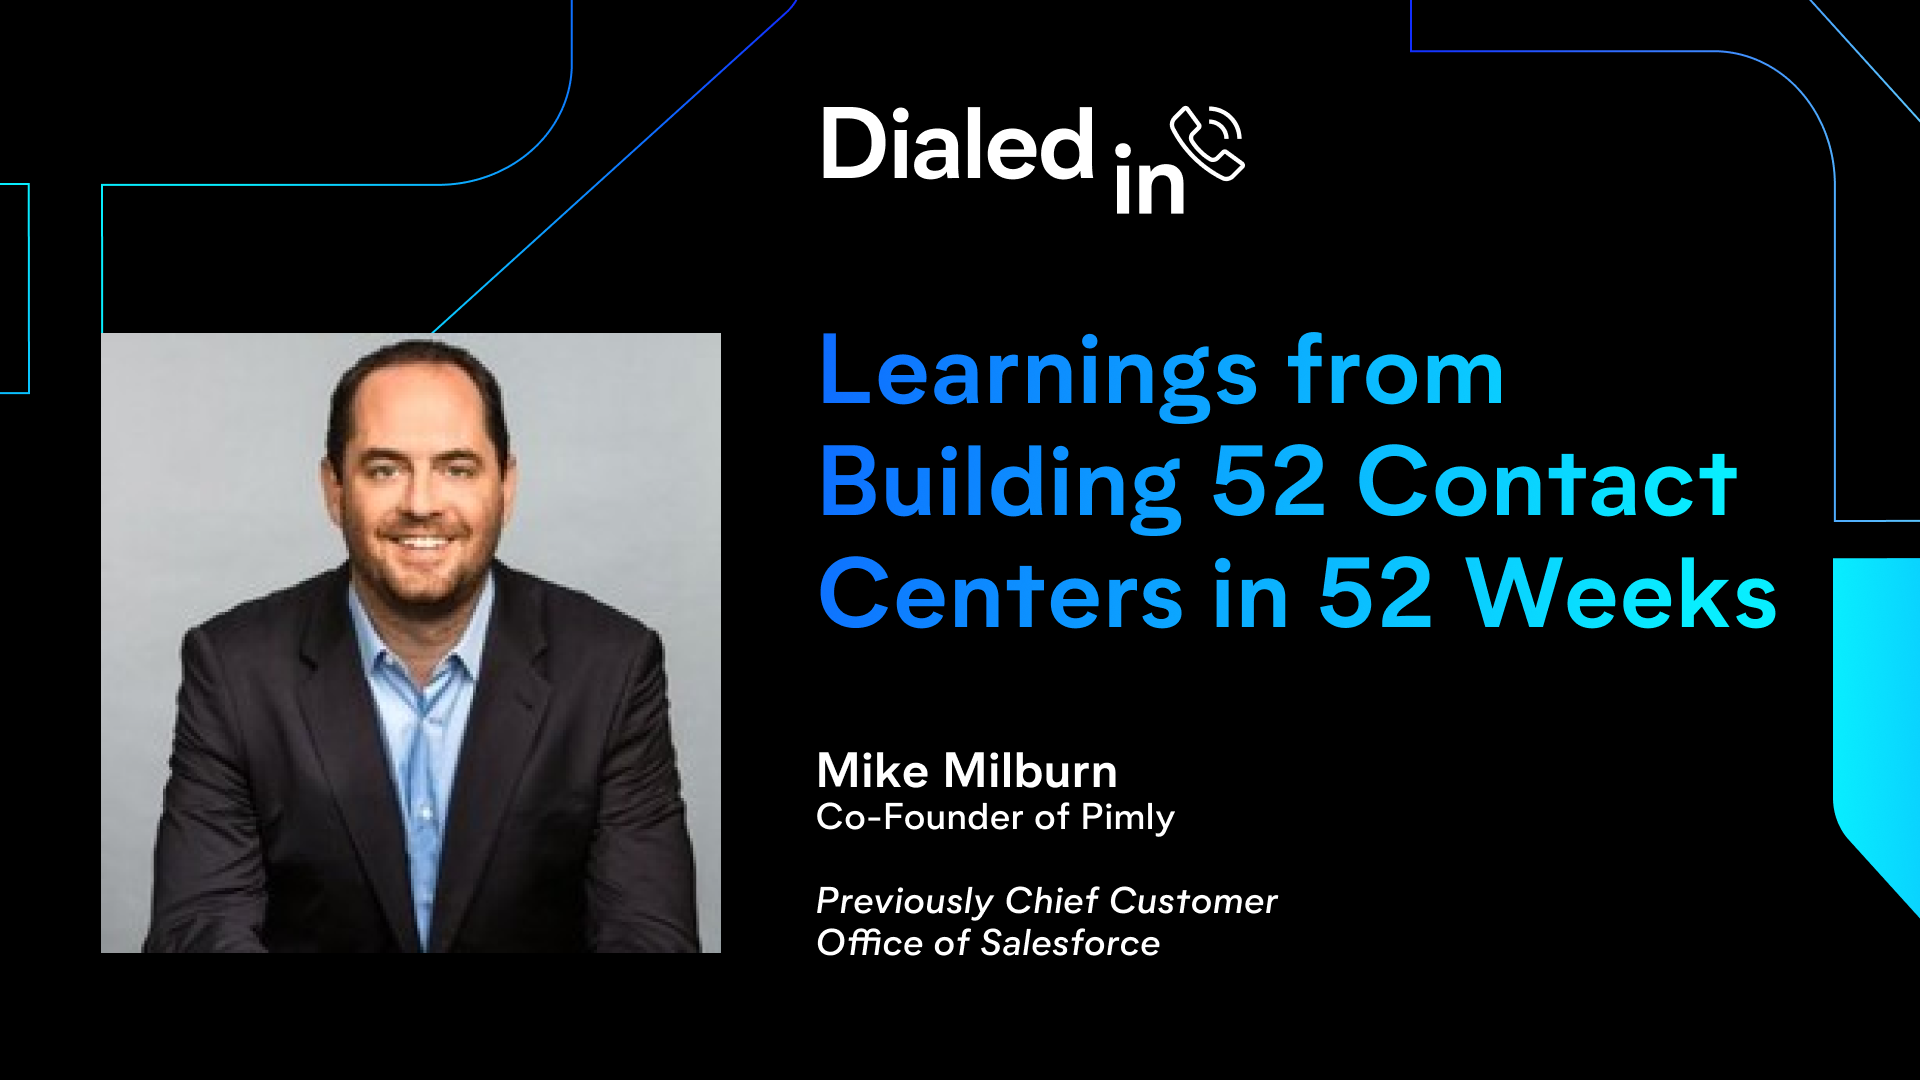 Dialed in
Learnings from
Building 52 Contact
Centers in 52 Weeks
Mike Milburn
Co-Founder of Pimly
Previously Chief Customer
Office of Salesforce